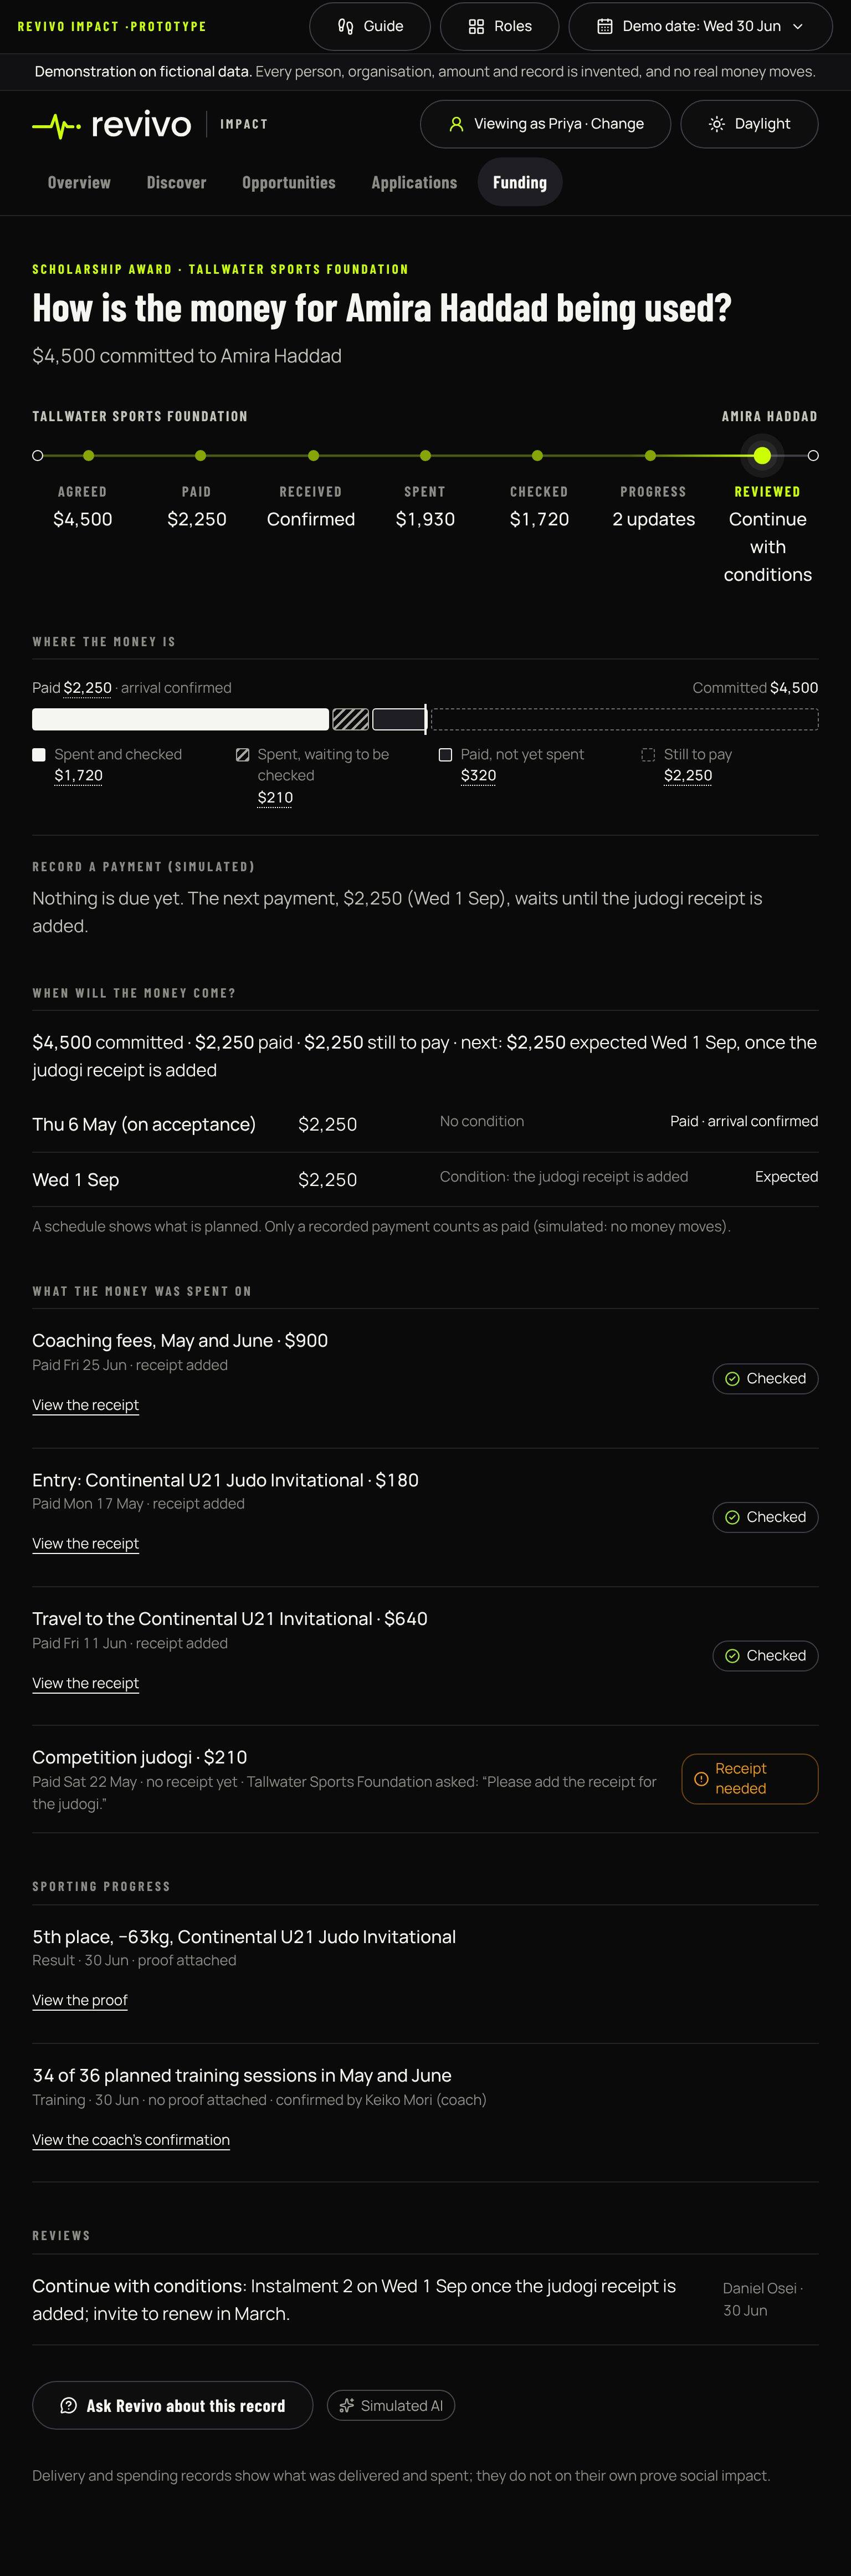 REVIVO IMPACT · PROTOTYPE
Guide
Roles
Demo date: Wed 30 Jun
Demonstration on fictional data. Every person, organisation, amount and record is invented, and no real money moves.
revivo
IMPACT
Viewing as Priya · Change
Daylight
Overview
Discover
Opportunities
Applications
Funding
SCHOLARSHIP AWARD · TALLWATER SPORTS FOUNDATION
How is the money for Amira Haddad being used?
$4,500 committed to Amira Haddad
TALLWATER SPORTS FOUNDATION
AMIRA HADDAD
AGREED
$4,500
PAID
$2,250
RECEIVED
Confirmed
SPENT
$1,930
CHECKED
$1,720
PROGRESS
2 updates
REVIEWED
Continue
with
conditions
WHERE THE MONEY IS
Paid $2,250 · arrival confirmed
Committed $4,500
Spent and checked
$1,720
Spent, waiting to be
checked
$210
Paid, not yet spent
$320
Still to pay
$2,250
RECORD A PAYMENT (SIMULATED)
Nothing is due yet. The next payment, $2,250 (Wed 1 Sep), waits until the judogi receipt is
added.
WHEN WILL THE MONEY COME?
$4,500 committed · $2,250 paid · $2,250 still to pay · next: $2,250 expected Wed 1 Sep, once the
judogi receipt is added
Thu 6 May (on acceptance)
$2,250
No condition
Paid · arrival confirmed
Wed 1 Sep
$2,250
Condition: the judogi receipt is added
Expected
A schedule shows what is planned. Only a recorded payment counts as paid (simulated: no money moves).
WHAT THE MONEY WAS SPENT ON
Coaching fees, May and June · $900
Paid Fri 25 Jun · receipt added
View the receipt
Checked
Entry: Continental U21 Judo Invitational · $180
Paid Mon 17 May · receipt added
View the receipt
Checked
Travel to the Continental U21 Invitational · $640
Paid Fri 11 Jun · receipt added
View the receipt
Checked
Competition judogi · $210
Paid Sat 22 May · no receipt yet · Tallwater Sports Foundation asked: “Please add the receipt for
the judogi.”
Receipt
needed
SPORTING PROGRESS
5th place, −63kg, Continental U21 Judo Invitational
Result · 30 Jun · proof attached
View the proof
34 of 36 planned training sessions in May and June
Training · 30 Jun · no proof attached · confirmed by Keiko Mori (coach)
View the coach’s confirmation
REVIEWS
Continue with conditions: Instalment 2 on Wed 1 Sep once the judogi receipt is
added; invite to renew in March.
Daniel Osei ·
30 Jun
Ask Revivo about this record
Simulated AI
Delivery and spending records show what was delivered and spent; they do not on their own prove social impact.